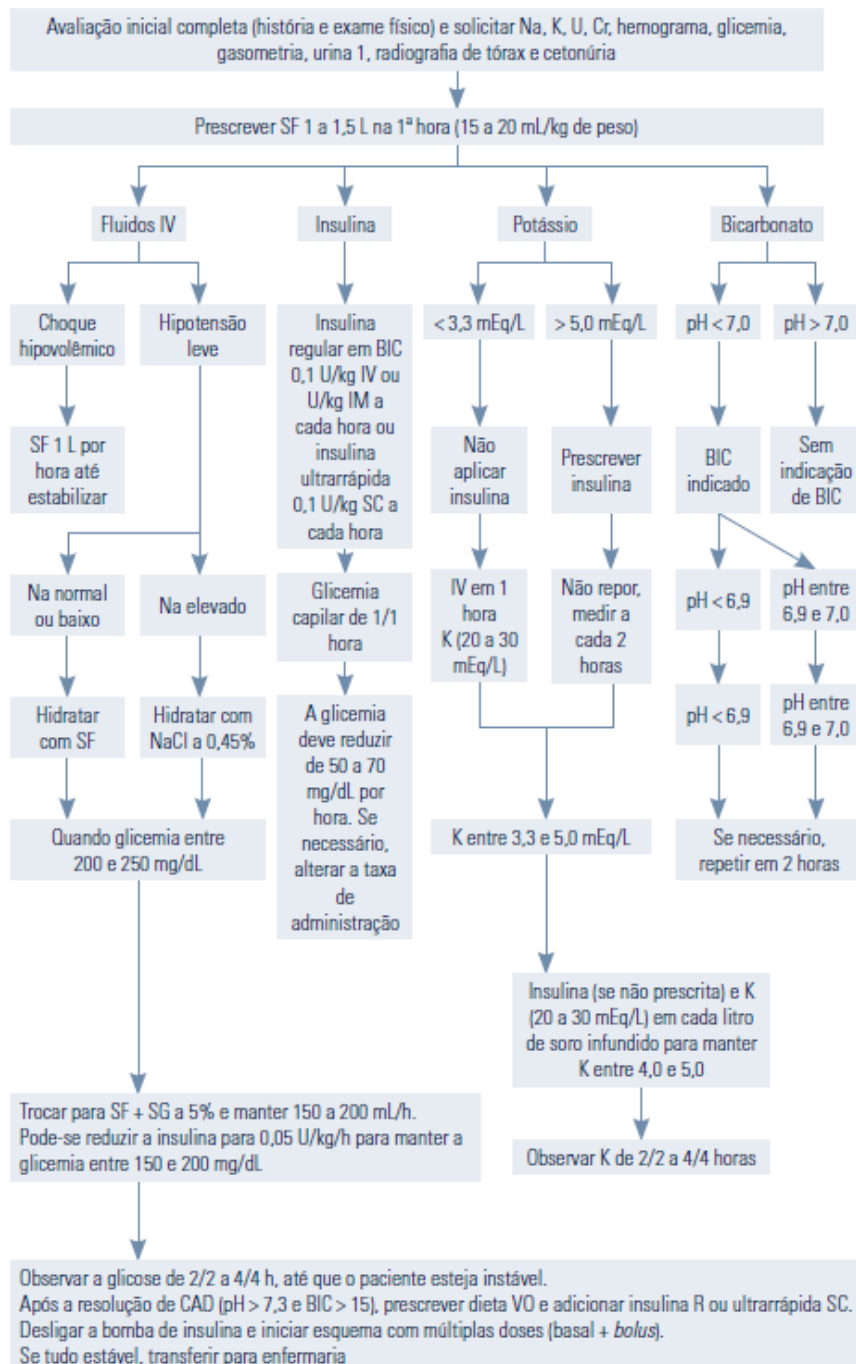 Avaliação inicial completa (história e exame físico) e solicitar Na, K, U, Cr, hemograma, glicemia,
gasometria, urina 1, radiografia de tórax e cetonúria
Prescrever SF 1 a 1,5 L na 1ª hora (15 a 20 mL/kg de peso)
Fluidos IV
Insulina
Potássio
Bicarbonato
Choque
hipovolêmico
Hipotensão
leve
Insulina
regular em BIC
0,1 U/kg IV ou
U/kg IM a
cada hora ou
insulina
ultrarrápida
0,1 U/kg SC a
cada hora
< 3,3 mEq/L
> 5,0 mEq/L
pH < 7,0
pH > 7,0
SF 1 L por
hora até
estabilizar
Não
aplicar
insulina
Prescrever
insulina
BIC
indicado
Sem
indicação
de BIC
Na normal
ou baixo
Na elevado
Glicemia
capilar de 1/1
hora
IV em 1
hora
K (20 a 30
mEq/L)
Não repor,
medir a
cada 2
horas
pH < 6,9
pH entre
6,9 e 7,0
Hidratar
com SF
Hidratar com
NaCl a 0,45%
A glicemia
deve reduzir
de 50 a 70
mg/dL por
hora. Se
necessário,
alterar a taxa
de
administração
pH < 6,9
pH entre
6,9 e 7,0
Quando glicemia entre
200 e 250 mg/dL
K entre 3,3 e 5,0 mEq/L
Se necessário,
repetir em 2 horas
Insulina (se não prescrita) e K
(20 a 30 mEq/L) em cada litro
de soro infundido para manter
K entre 4,0 e 5,0
Trocar para SF + SG a 5% e manter 150 a 200 mL/h.
Pode-se reduzir a insulina para 0,05 U/kg/h para manter a
glicemia entre 150 e 200 mg/dL
Observar K de 2/2 a 4/4 horas
Observar a glicose de 2/2 a 4/4 h, até que o paciente esteja instável.
Após a resolução de CAD (pH > 7,3 e BIC > 15), prescrever dieta VO e adicionar insulina R ou ultrarrápida SC.
Desligar a bomba de insulina e iniciar esquema com múltiplas doses (basal + bolus).
Se tudo estável, transferir para enfermaria